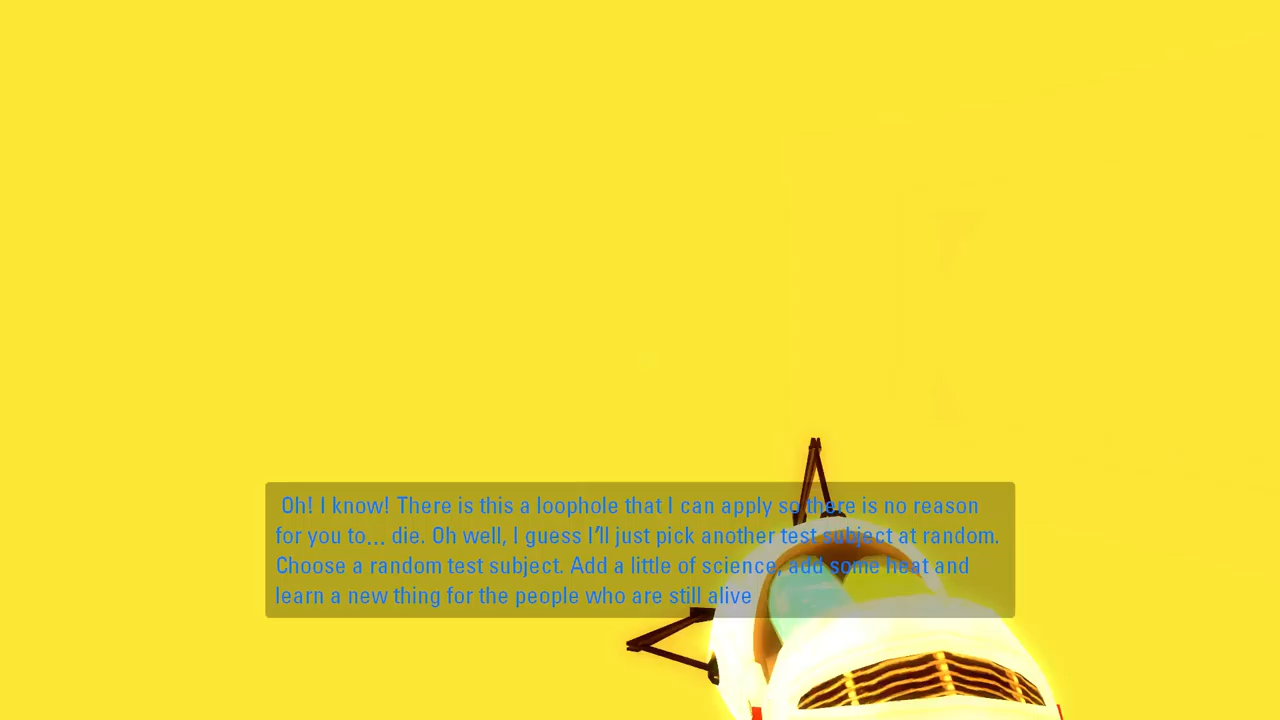 Oh! I know! There is this a loophole that I can apply so there is no reason
for you to... die. Oh well, I guess I'll just pick another test subject at random.
Choose a random test subject. Add a little of science, add some heat and
learn a new thing for the people who are still alive